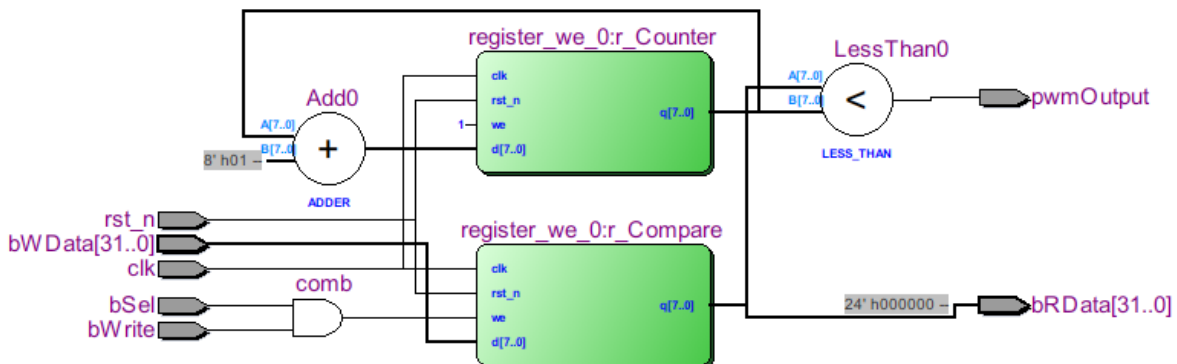 register_we_0:r_Counter
LessThan0
Add0
clk
rst_n
we
d[7..0]
q[7..0]
1
A[7..0]
B[7..0]
<
pwmOutput
LESS_THAN
A[7..0]
B[7..0]
8' h01 --
+
ADDER
rst_n
bWData[31..0]
clk
bSel
bWrite
comb
register_we_0:r_Compare
clk
rst_n
we
d[7..0]
q[7..0]
24' h000000 --
bRData[31..0]